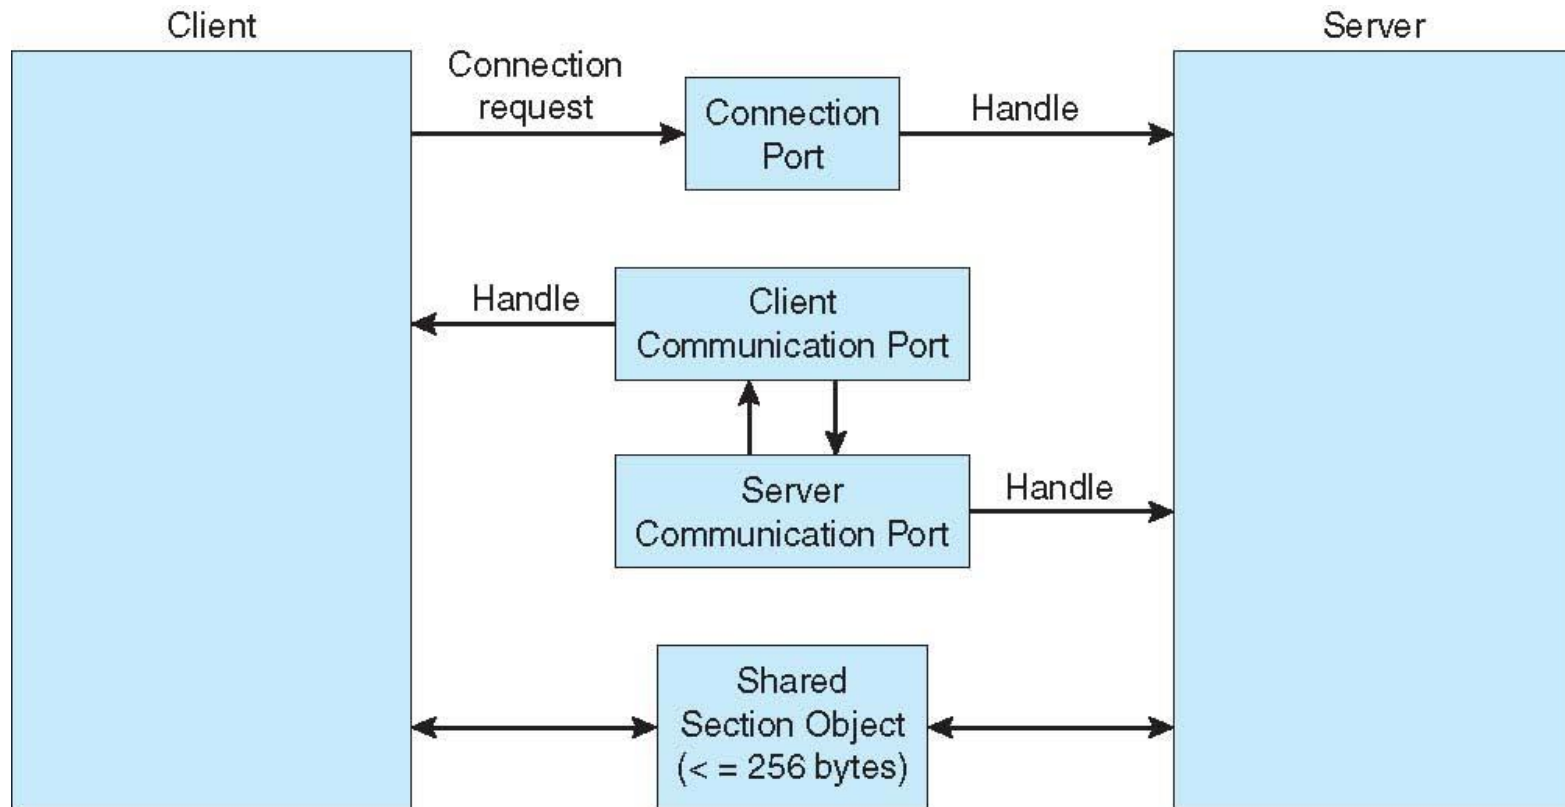 Client
Server
Connection
request
Connection
Port
Handle
Handle
Client
Communication Port
Server
Communication Port
Handle
Shared
Section Object
(< = 256 bytes)